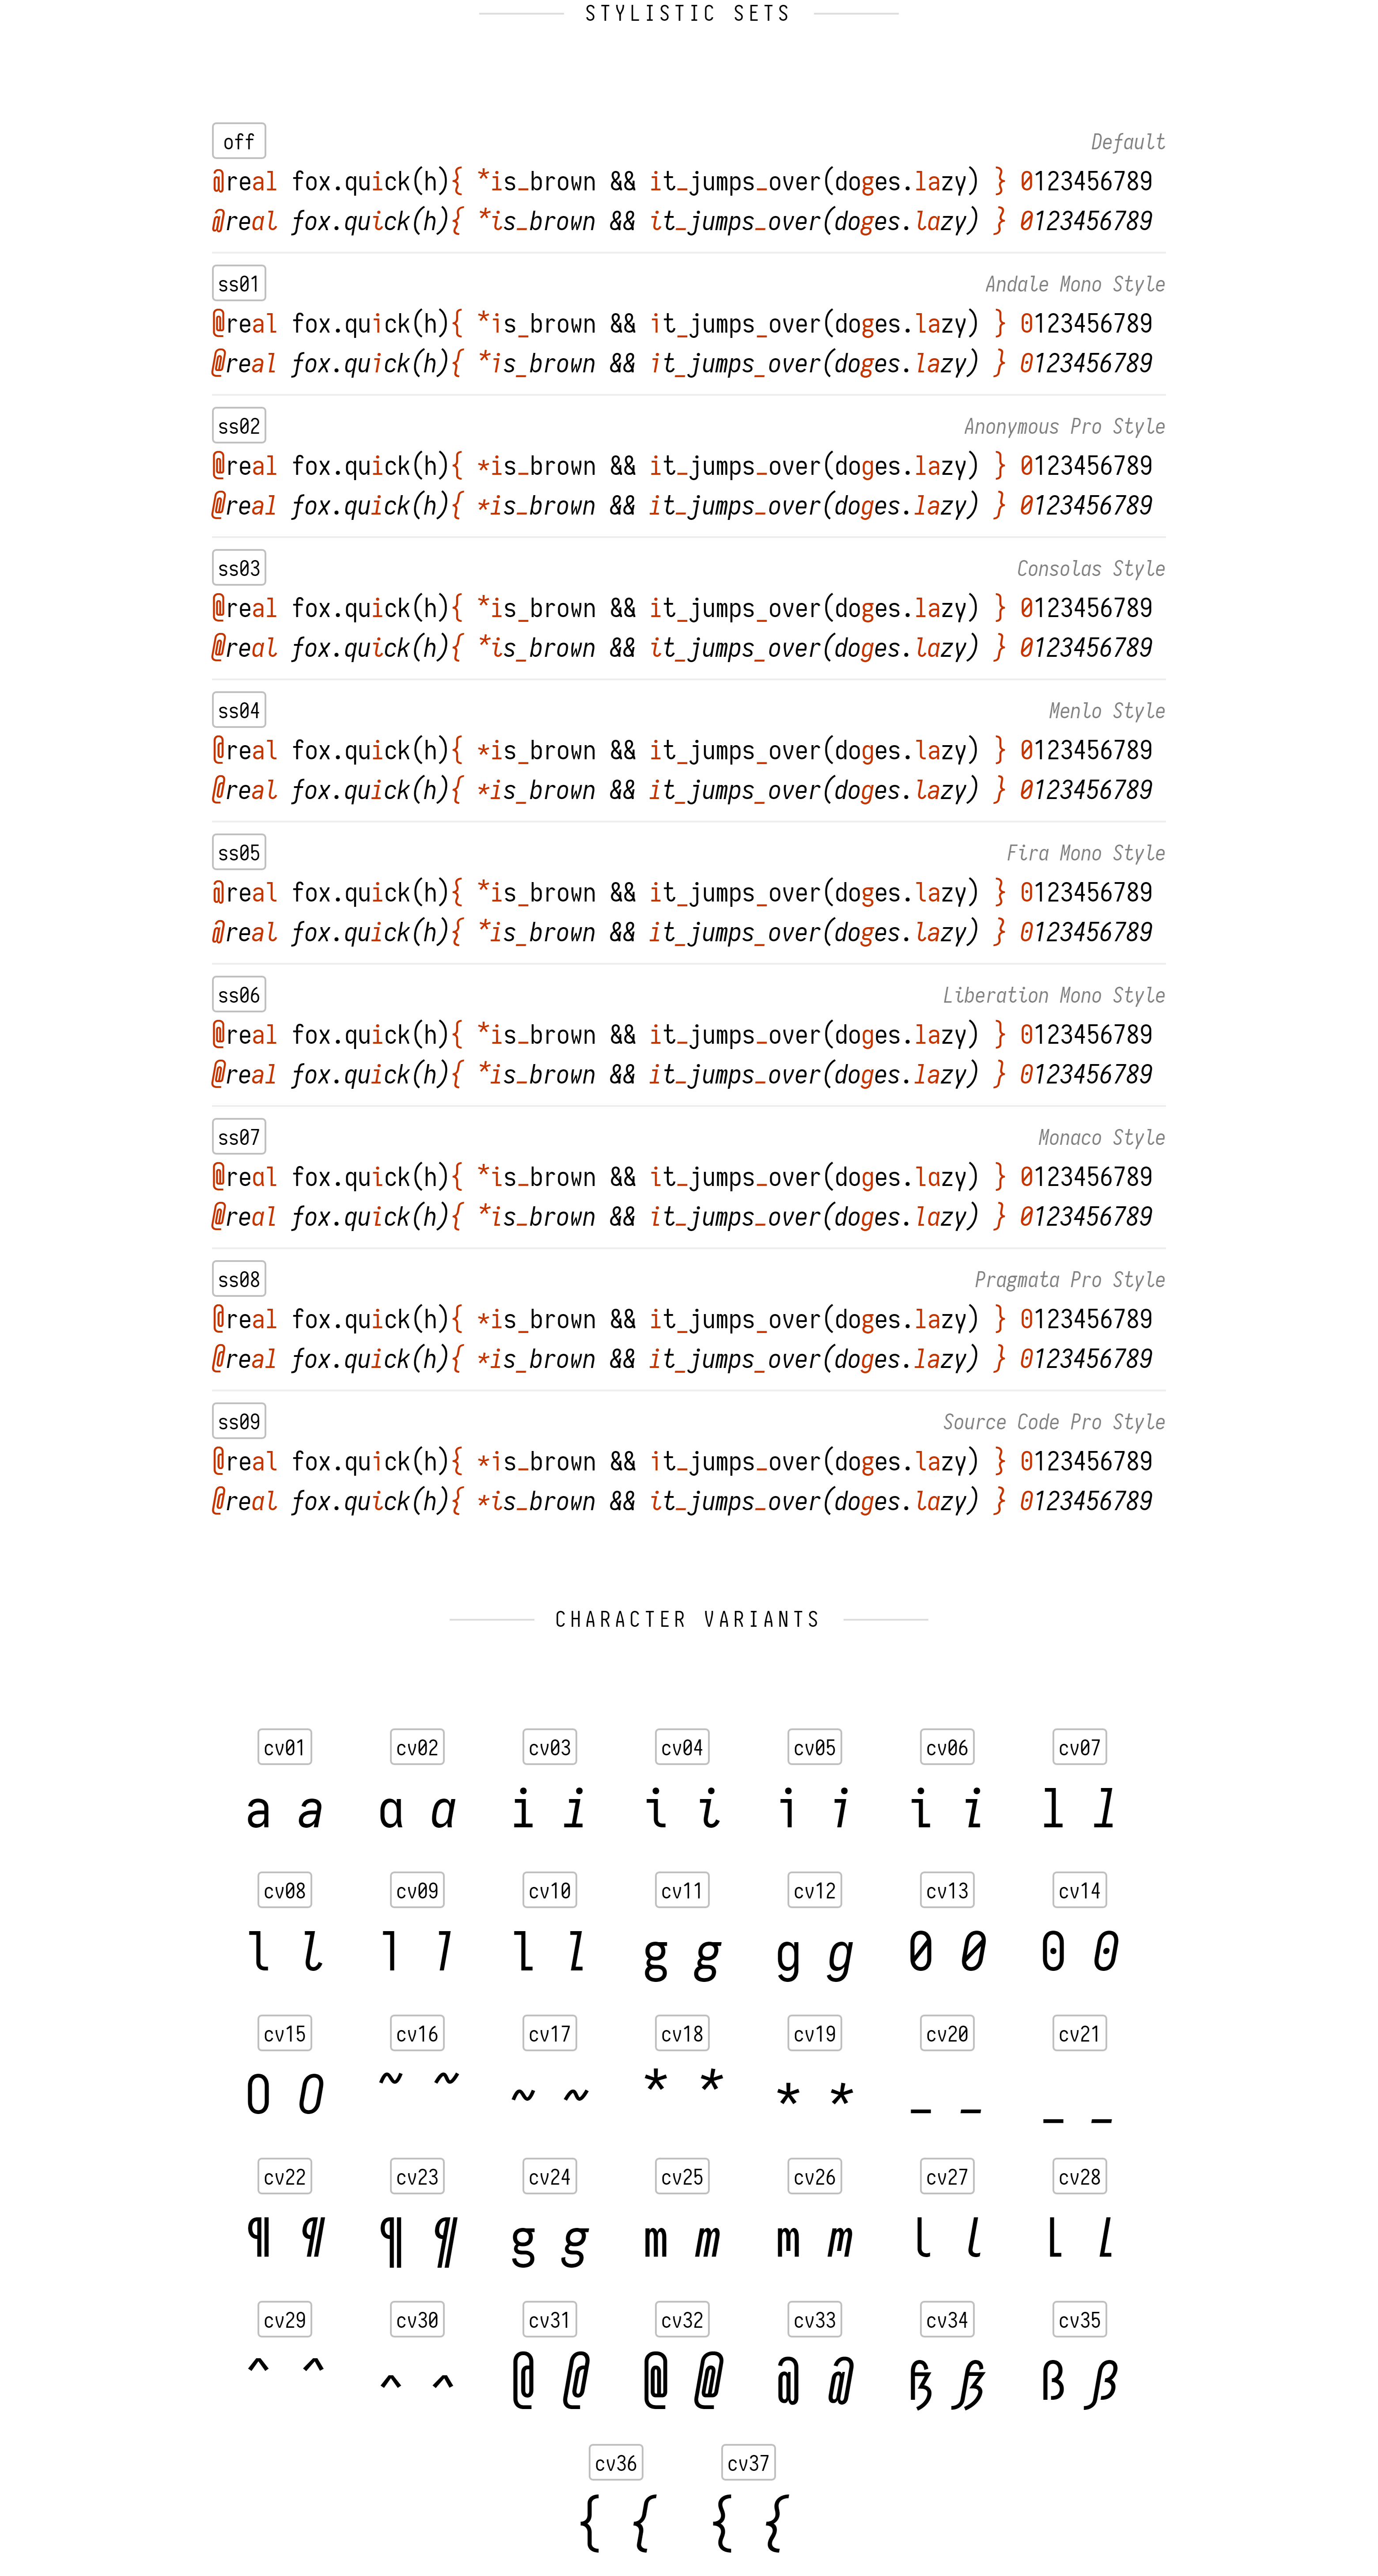 STYLISTIC SETS
off Default
@real fox.quick(h){ *is_brown && it_jumps_over(doges.lazy) } 0123456789
@real fox.quick(h){ *is_brown && it_jumps_over(doges.lazy) } 0123456789
ss01 Andale Mono Style
@real fox.quick(h){ *is_brown && it_jumps_over(doges.lazy) } 0123456789
@real fox.quick(h){ *is_brown && it_jumps_over(doges.lazy) } 0123456789
ss02 Anonymous Pro Style
@real fox.quick(h){ *is_brown && it_jumps_over(doges.lazy) } 0123456789
@real fox.quick(h){ *is_brown && it_jumps_over(doges.lazy) } 0123456789
ss03 Consolas Style
@real fox.quick(h){ *is_brown && it_jumps_over(doges.lazy) } 0123456789
@real fox.quick(h){ *is_brown && it_jumps_over(doges.lazy) } 0123456789
ss04 Menlo Style
@real fox.quick(h){ *is_brown && it_jumps_over(doges.lazy) } 0123456789
@real fox.quick(h){ *is_brown && it_jumps_over(doges.lazy) } 0123456789
ss05 Fira Mono Style
@real fox.quick(h){ *is_brown && it_jumps_over(doges.lazy) } 0123456789
@real fox.quick(h){ *is_brown && it_jumps_over(doges.lazy) } 0123456789
ss06 Liberation Mono Style
@real fox.quick(h){ *is_brown && it_jumps_over(doges.lazy) } 0123456789
@real fox.quick(h){ *is_brown && it_jumps_over(doges.lazy) } 0123456789
ss07 Monaco Style
@real fox.quick(h){ *is_brown && it_jumps_over(doges.lazy) } 0123456789
@real fox.quick(h){ *is_brown && it_jumps_over(doges.lazy) } 0123456789
ss08 Pragmata Pro Style
@real fox.quick(h){ *is_brown && it_jumps_over(doges.lazy) } 0123456789
@real fox.quick(h){ *is_brown && it_jumps_over(doges.lazy) } 0123456789
ss09 Source Code Pro Style
@real fox.quick(h){ *is_brown && it_jumps_over(doges.lazy) } 0123456789
@real fox.quick(h){ *is_brown && it_jumps_over(doges.lazy) } 0123456789
CHARACTER VARIANTS
cv01 cv02 cv03 cv04 cv05 cv06 cv07
a a a a i i i i i i i i l l
cv08 cv09 cv10 cv11 cv12 cv13 cv14
l l l l l l g g g g 0 0 0 0
cv15 cv16 cv17 cv18 cv19 cv20 cv21
0 0 ~ ~ ~ ~ * * * * _ _ _ _
cv22 cv23 cv24 cv25 cv26 cv27 cv28
¶ ¶ ¶ ¶ g g m m m m l l L L
cv29 cv30 cv31 cv32 cv33 cv34 cv35
^ ^ ^ ^ @ @ @ @ @ @ ß ß ß ß
cv36 cv37
{ { { {